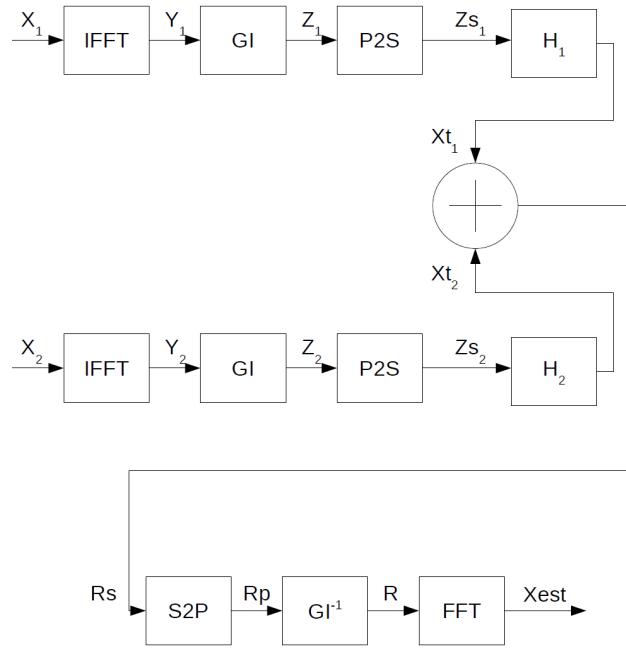 X₁ Y₁ Z₁ Zs₁
IFFT GI P2S H₁
Xt₁
Xt₂
X₂ Y₂ Z₂ Zs₂
IFFT GI P2S H₂
Rs Rp R Xest
S2P GI⁻¹ FFT